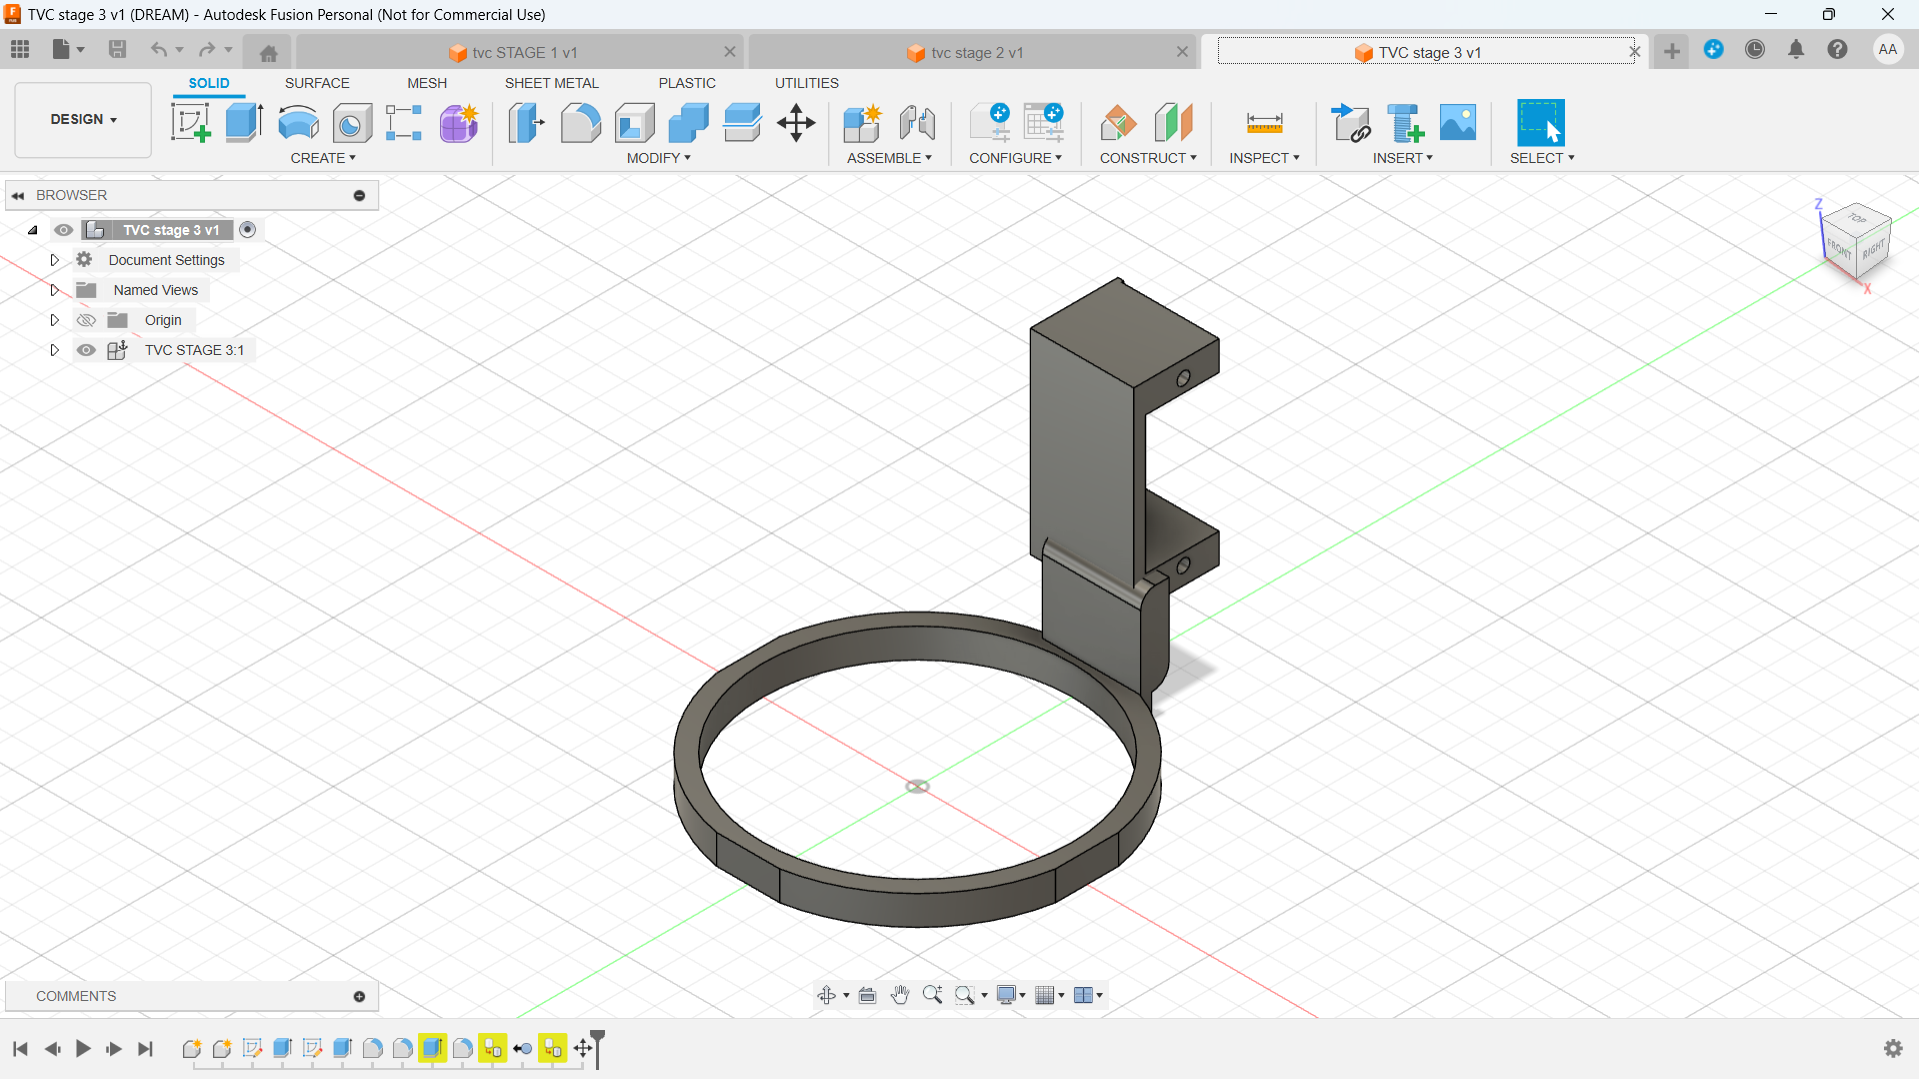 TVC stage 3 v1 (DREAM) - Autodesk Fusion Personal (Not for Commercial Use)
tvc STAGE 1 v1
tvc stage 2 v1
TVC stage 3 v1
AA
SOLID
SURFACE
MESH
SHEET METAL
PLASTIC
UTILITIES
DESIGN
CREATE
MODIFY
ASSEMBLE
CONFIGURE
CONSTRUCT
INSPECT
INSERT
SELECT
BROWSER
TVC stage 3 v1
Document Settings
Named Views
Origin
TVC STAGE 3:1
Z
TOP
FRONT
RIGHT
X
COMMENTS